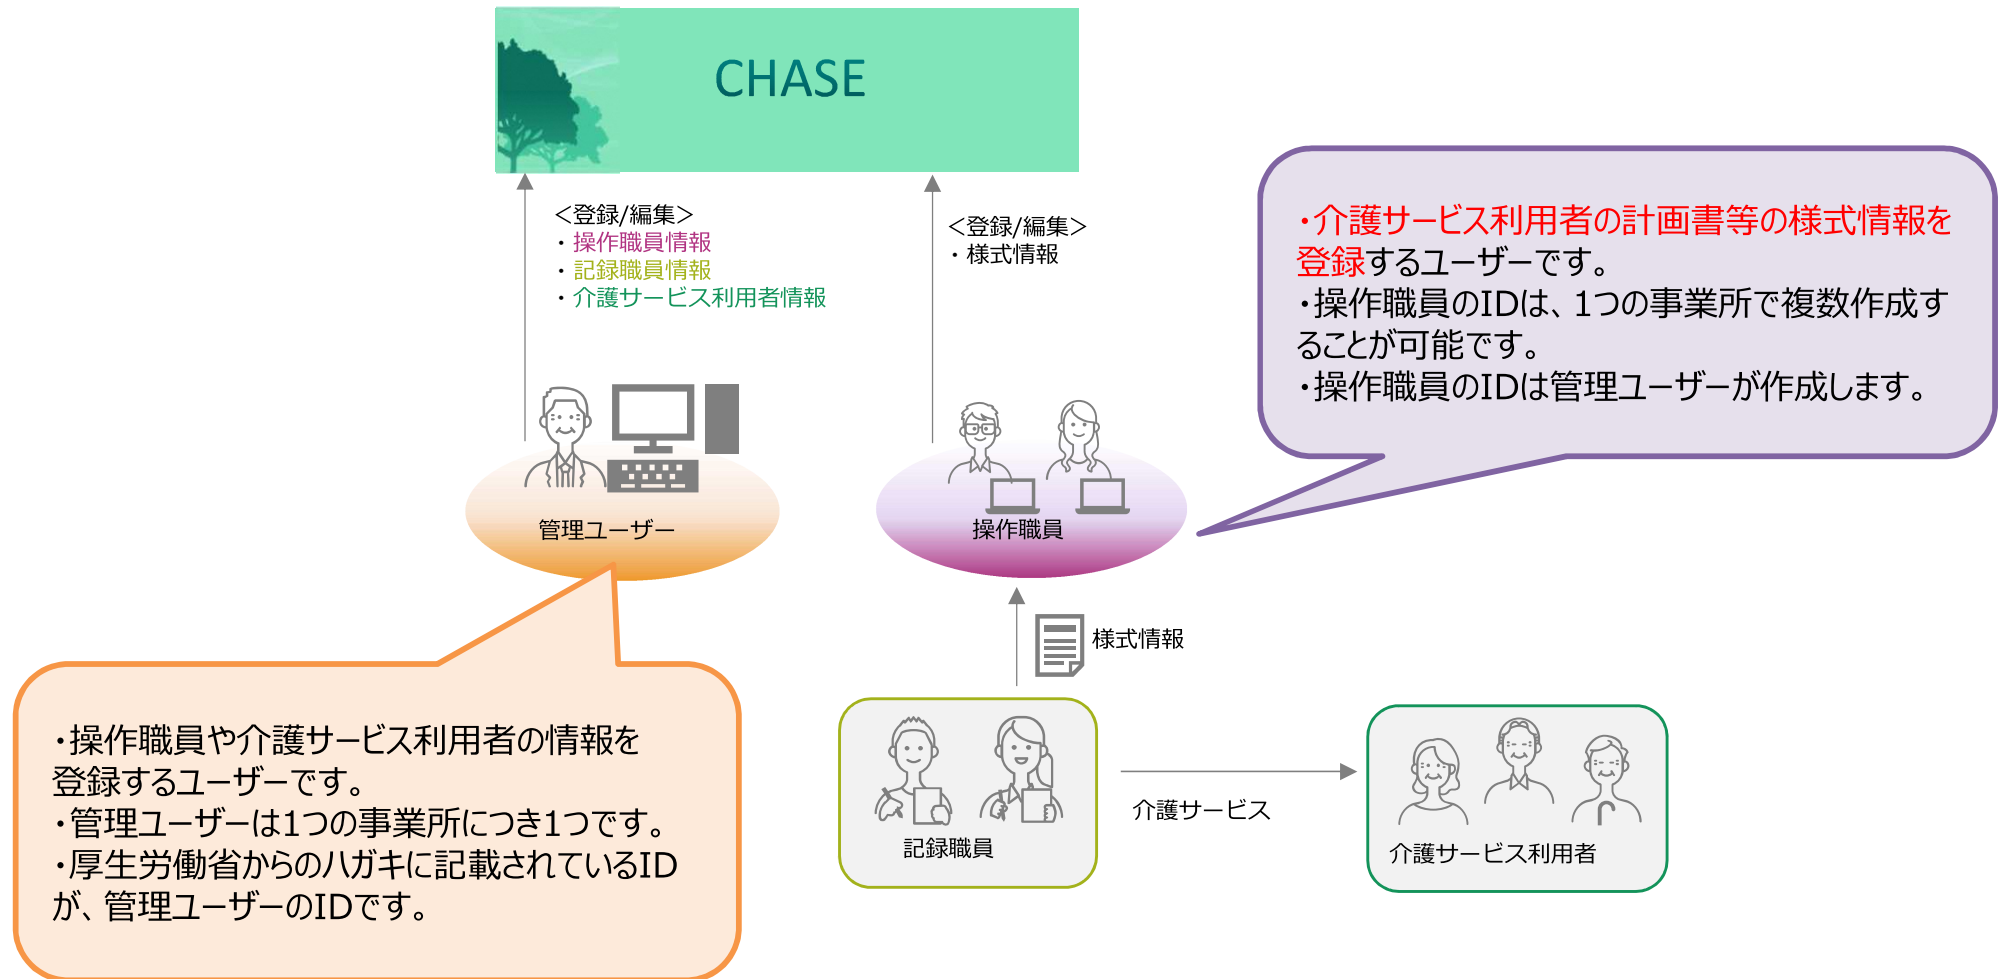 CHASE
＜登録/編集＞
・操作職員情報
・記録職員情報
・介護サービス利用者情報
＜登録/編集＞
・様式情報
・介護サービス利用者の計画書等の様式情報を
登録するユーザーです。
・操作職員のIDは、1つの事業所で複数作成す
ることが可能です。
・操作職員のIDは管理ユーザーが作成します。
管理ユーザー
操作職員
様式情報
・操作職員や介護サービス利用者の情報を
登録するユーザーです。
・管理ユーザーは1つの事業所につき1つです。
・厚生労働省からのハガキに記載されているID
が、管理ユーザーのIDです。
記録職員
介護サービス
介護サービス利用者